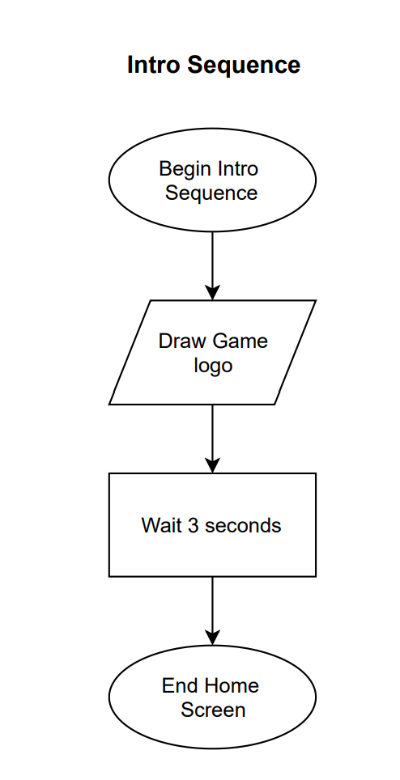 Intro Sequence
Begin Intro
Sequence
Draw Game
logo
Wait 3 seconds
End Home
Screen